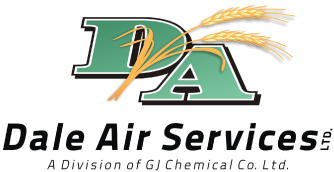 DA
Dale Air Services LTD.
A Division of GJ Chemical Co. Ltd.